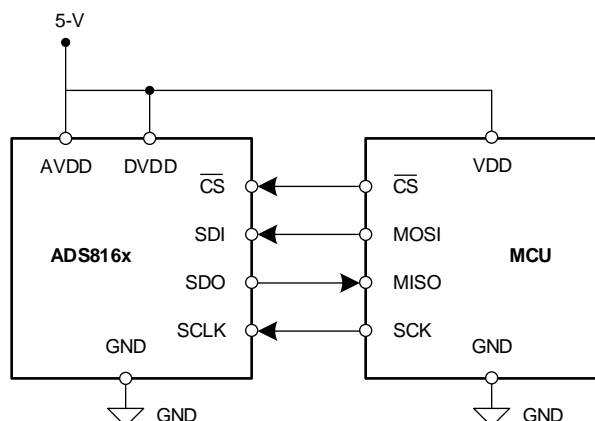 5-V
AVDD DVDD VDD
CS CS
SDI MOSI
ADS816x MCU
SDO MISO
SCLK SCK
GND GND
GND GND